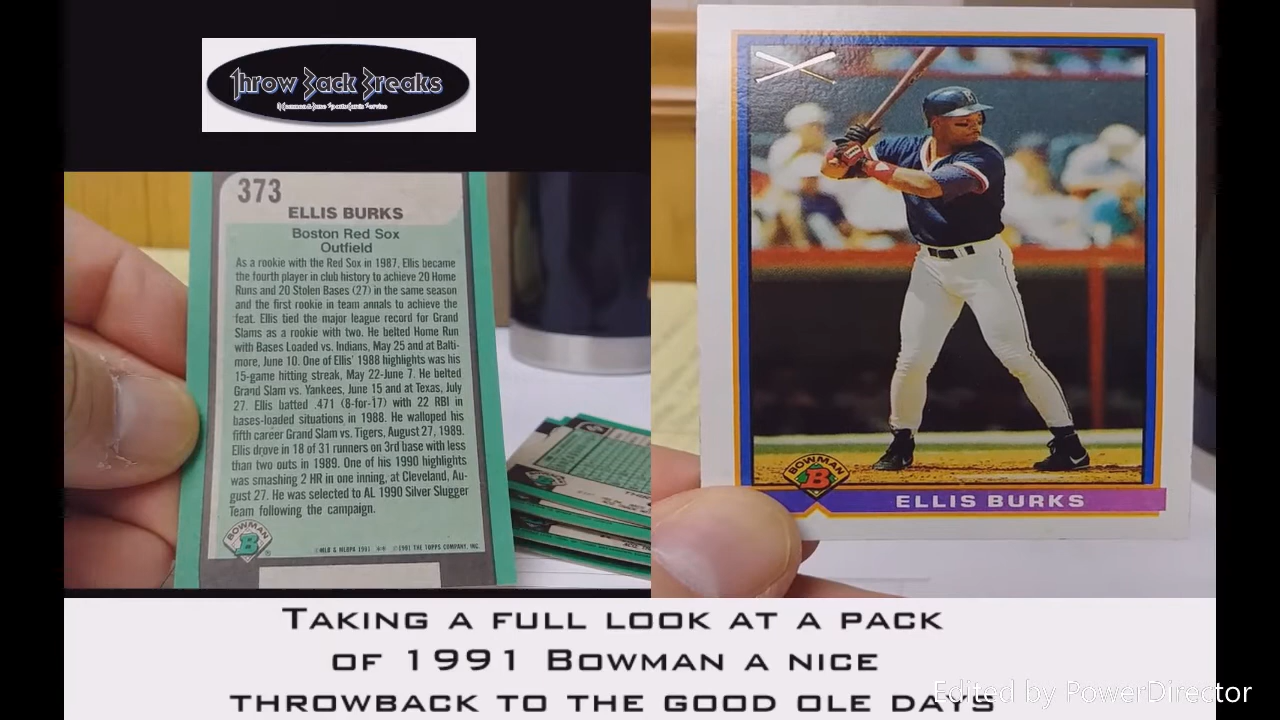 Throw Back Breaks
373
ELLIS BURKS
Boston Red Sox
Outfield
As a rookie with the Red Sox in 1987, Ellis became
the fourth player in club history to achieve 20 Home
Runs and 20 Stolen Bases (27) in the same season
and the first rookie in team annals to achieve the
feat. Ellis tied the major league record for Grand
Slams as a rookie with two. He belted Home Run
with Bases Loaded vs. Indians, May 25 and at Balti-
more, June 10. One of Ellis' 1988 highlights was his
15-game hitting streak, May 22-June 7. He belted
Grand Slam vs. Yankees, June 15 and at Texas, July
27. Ellis batted .471 (8-for-17) with 22 RBI in
bases-loaded situations in 1988. He walloped his
fifth career Grand Slam vs. Tigers, August 27, 1989.
Ellis drove in 18 of 31 runners on 3rd base with less
than two outs in 1989. One of his 1990 highlights
was smashing 2 HR in one inning, at Cleveland, Au-
gust 27. He was selected to AL 1990 Silver Slugger
Team following the campaign.
BOWMAN
B
© MLB & MLBPA 1991 ** © 1991 THE TOPPS COMPANY, INC.
BOWMAN
B
ELLIS BURKS
Taking a full look at a pack
of 1991 Bowman a nice
throwback to the good ole days
Edited by PowerDirector